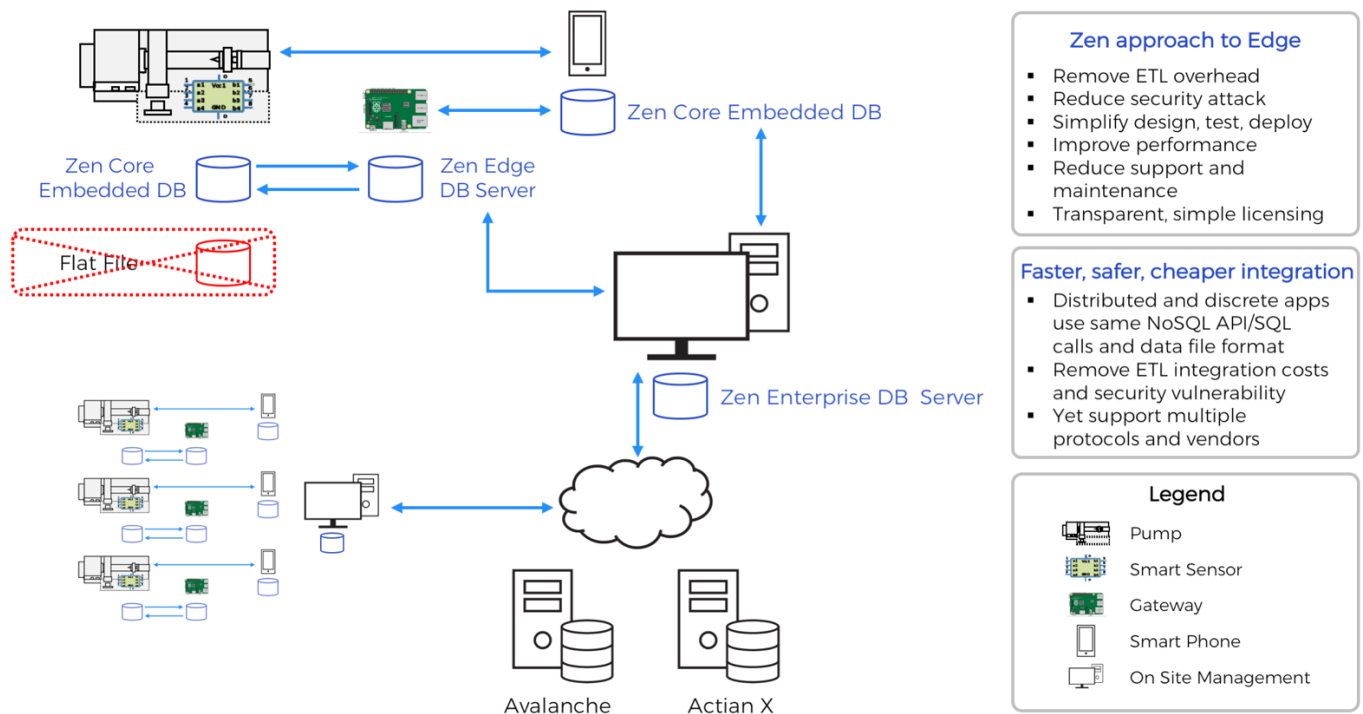 Zen Core
Embedded DB
Zen Edge
DB Server
Zen Core Embedded DB
Flat File
Zen Enterprise DB Server
Avalanche
Actian X
Zen approach to Edge
▪ Remove ETL overhead
▪ Reduce security attack
▪ Simplify design, test, deploy
▪ Improve performance
▪ Reduce support and
maintenance
▪ Transparent, simple licensing
Faster, safer, cheaper integration
▪ Distributed and discrete apps
use same NoSQL API/SQL
calls and data file format
▪ Remove ETL integration costs
and security vulnerability
▪ Yet support multiple
protocols and vendors
Legend
Pump
Smart Sensor
Gateway
Smart Phone
On Site Management